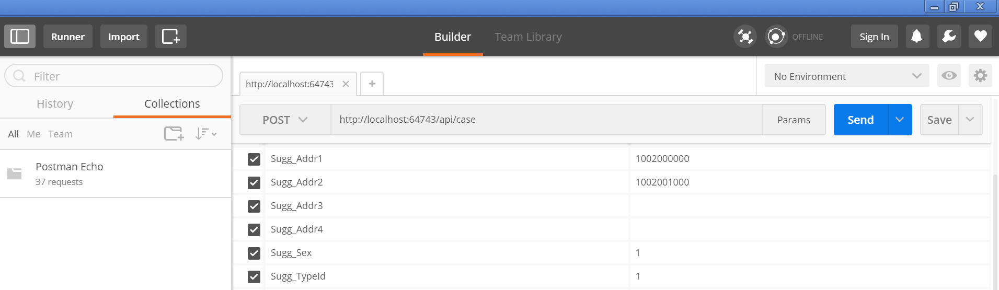 Runner Import Builder Team Library OFFLINE Sign In
Filter
http://localhost:64743
No Environment
History Collections
POST http://localhost:64743/api/case Params Send Save
All Me Team
Postman Echo
37 requests
Sugg_Addr1 1002000000
Sugg_Addr2 1002001000
Sugg_Addr3
Sugg_Addr4
Sugg_Sex 1
Sugg_TypeId 1